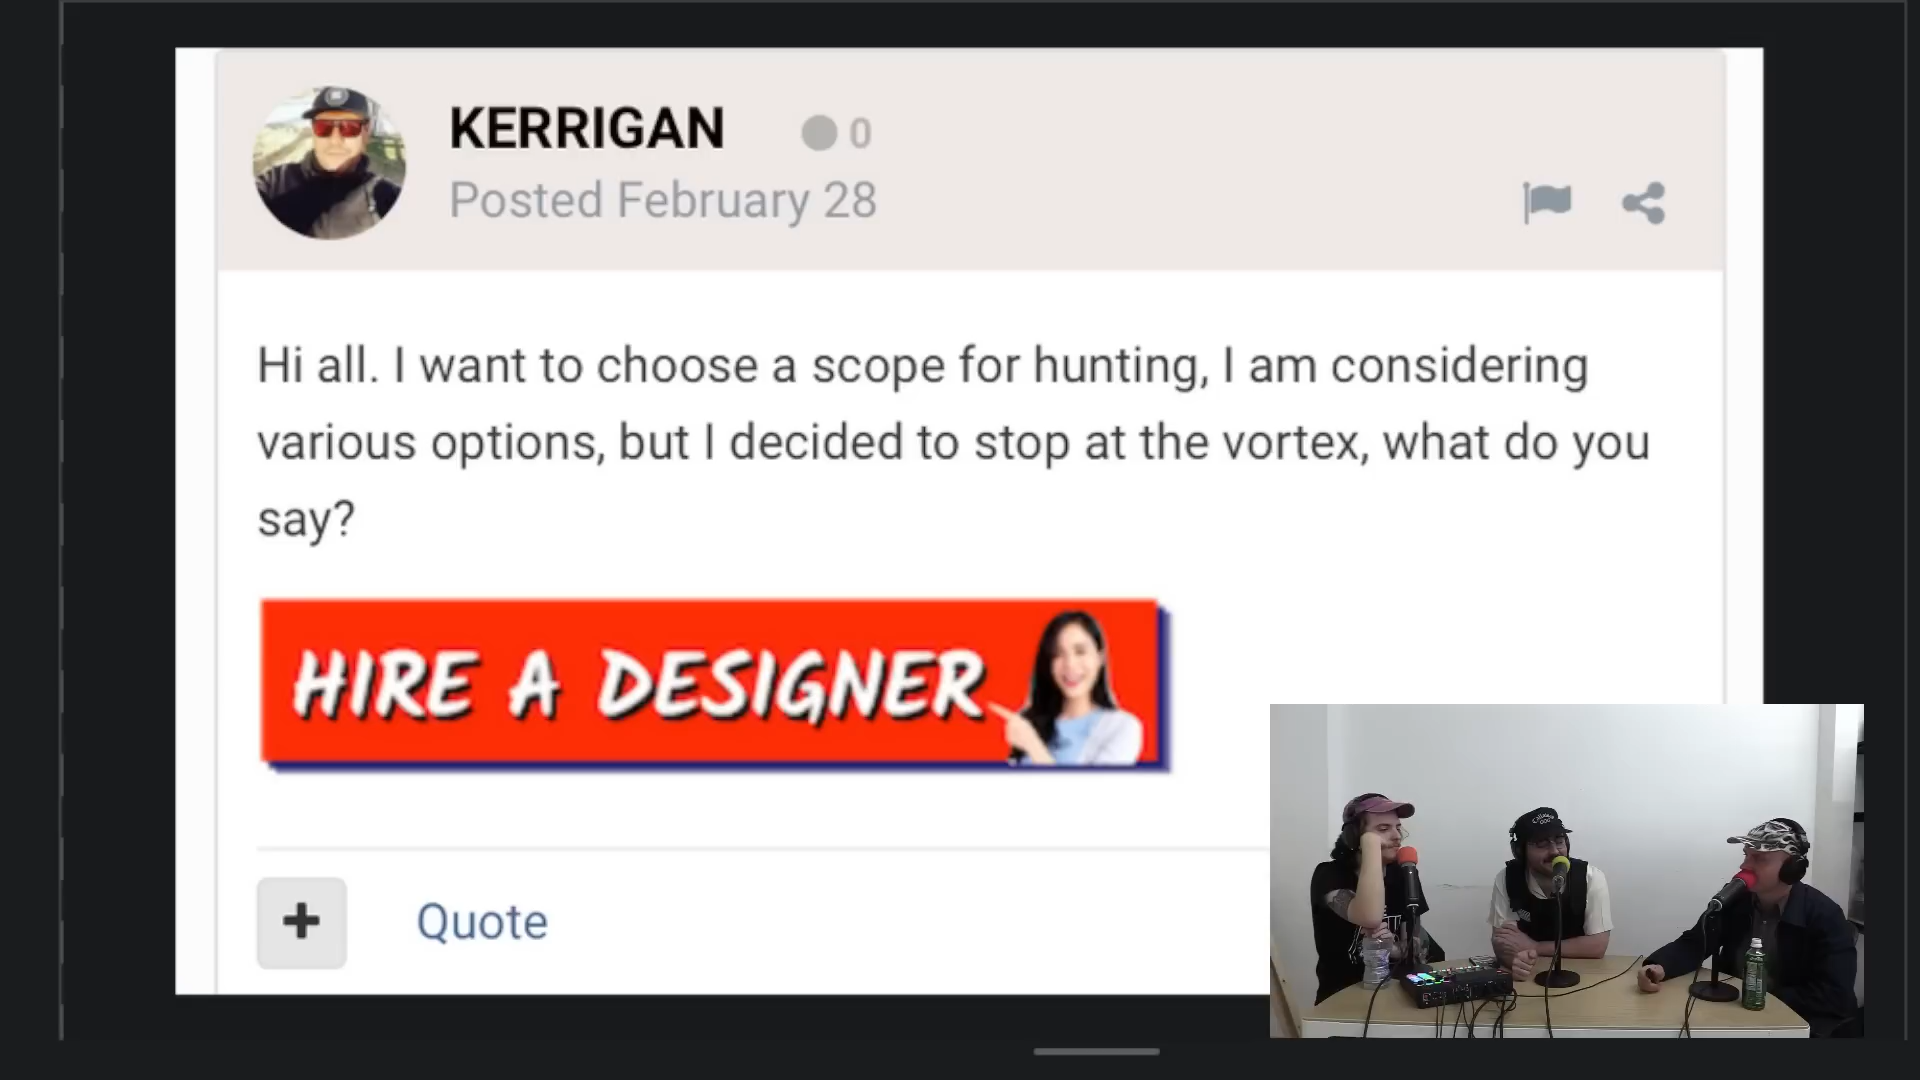 KERRIGAN
0
Posted February 28
Hi all. I want to choose a scope for hunting, I am considering
various options, but I decided to stop at the vortex, what do you
say?
HIRE A DESIGNER
Quote